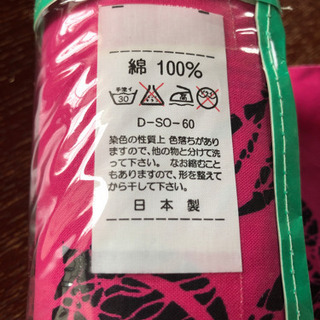 綿 100%
手洗イ
30
D-SO-60
染色の性質上 色落ちがあり
ますので、他の物と分けて洗
って下さい。 なお縮むこと
もありますので、形を整えて
から干して下さい。
日本製